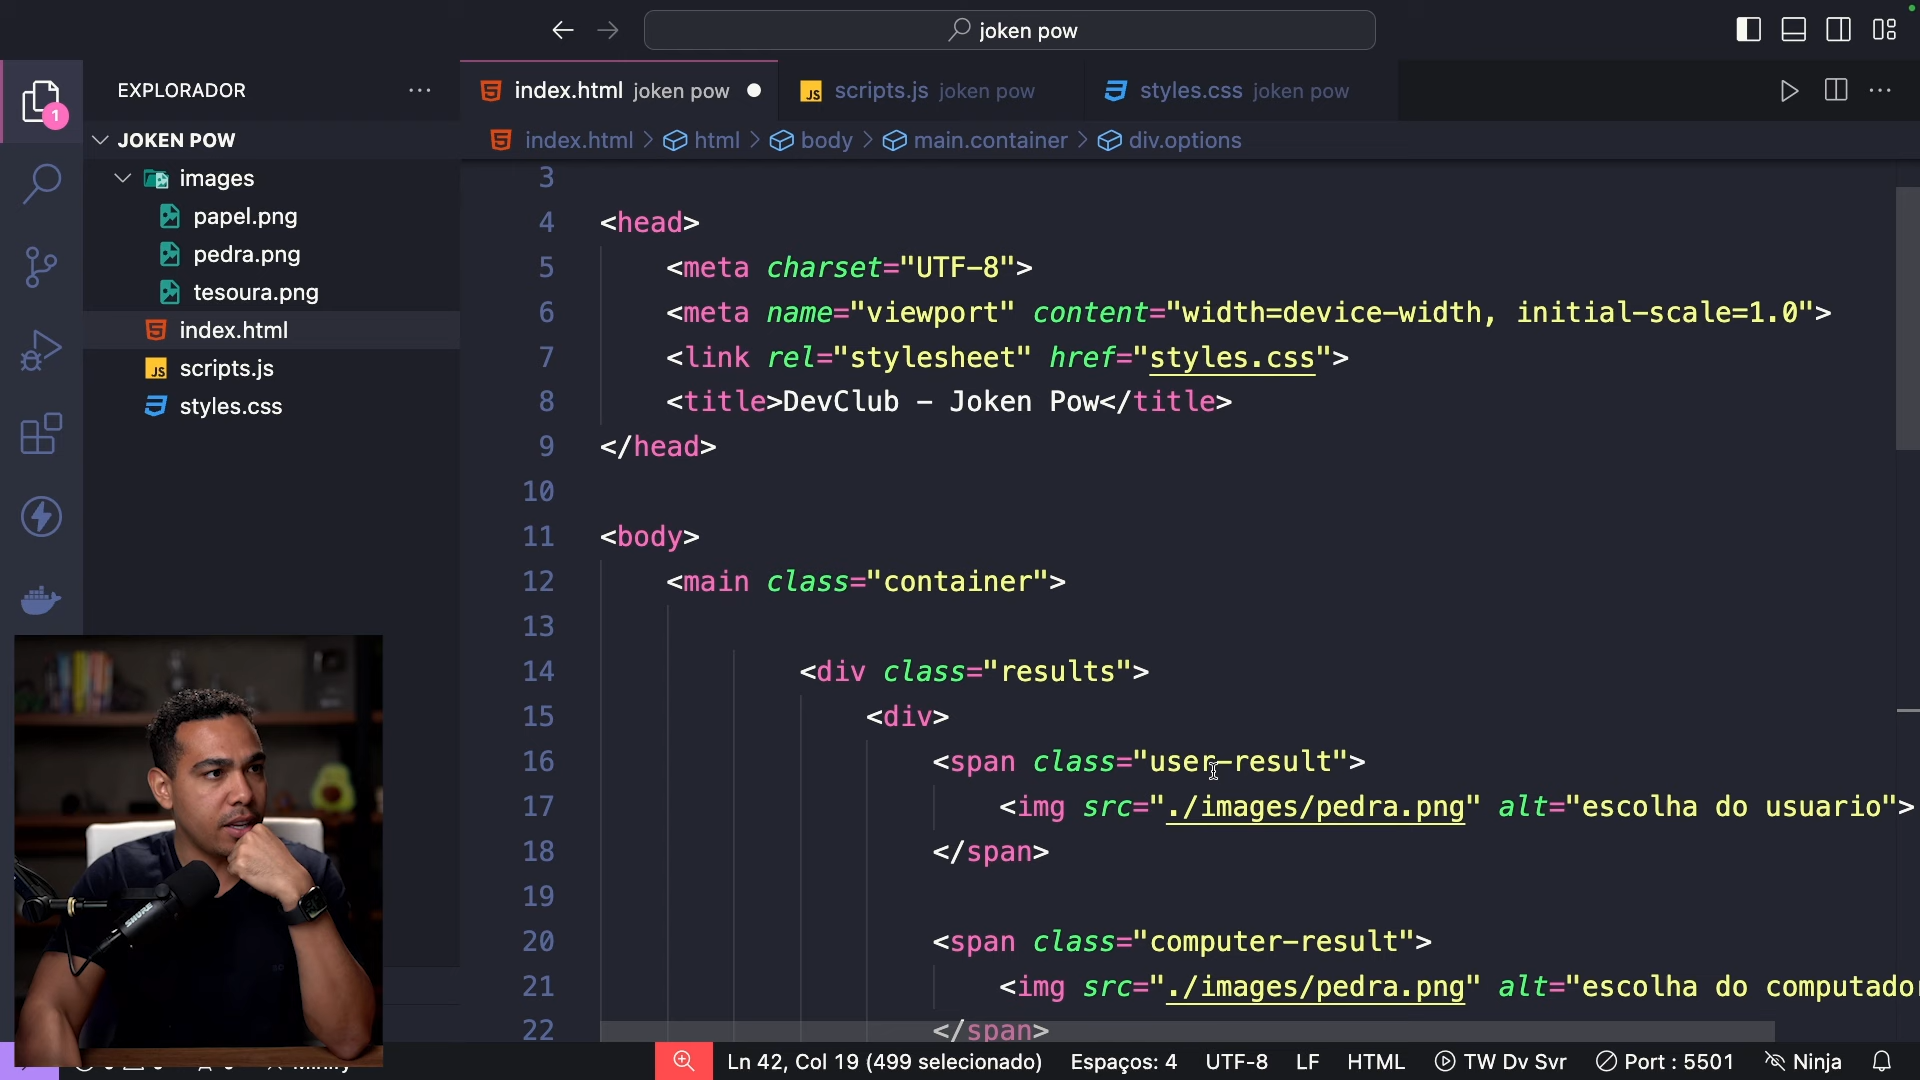 joken pow
EXPLORADOR
1
JOKEN POW
images
papel.png
pedra.png
tesoura.png
index.html
JS scripts.js
styles.css
index.html joken pow
JS scripts.js joken pow
styles.css joken pow
index.html > html > body > main.container > div.options
3
4 <head>
5 <meta charset="UTF-8">
6 <meta name="viewport" content="width=device-width, initial-scale=1.0">
7 <link rel="stylesheet" href="styles.css">
8 <title>DevClub - Joken Pow</title>
9 </head>
10
11 <body>
12 <main class="container">
13
14 <div class="results">
15 <div>
16 <span class="user-result">
17 <img src="./images/pedra.png" alt="escolha do usuario">
18 </span>
19
20 <span class="computer-result">
21 <img src="./images/pedra.png" alt="escolha do computado
22 </span>
SHURE
Ln 42, Col 19 (499 selecionado) Espaços: 4 UTF-8 LF HTML TW Dv Svr Port : 5501 Ninja